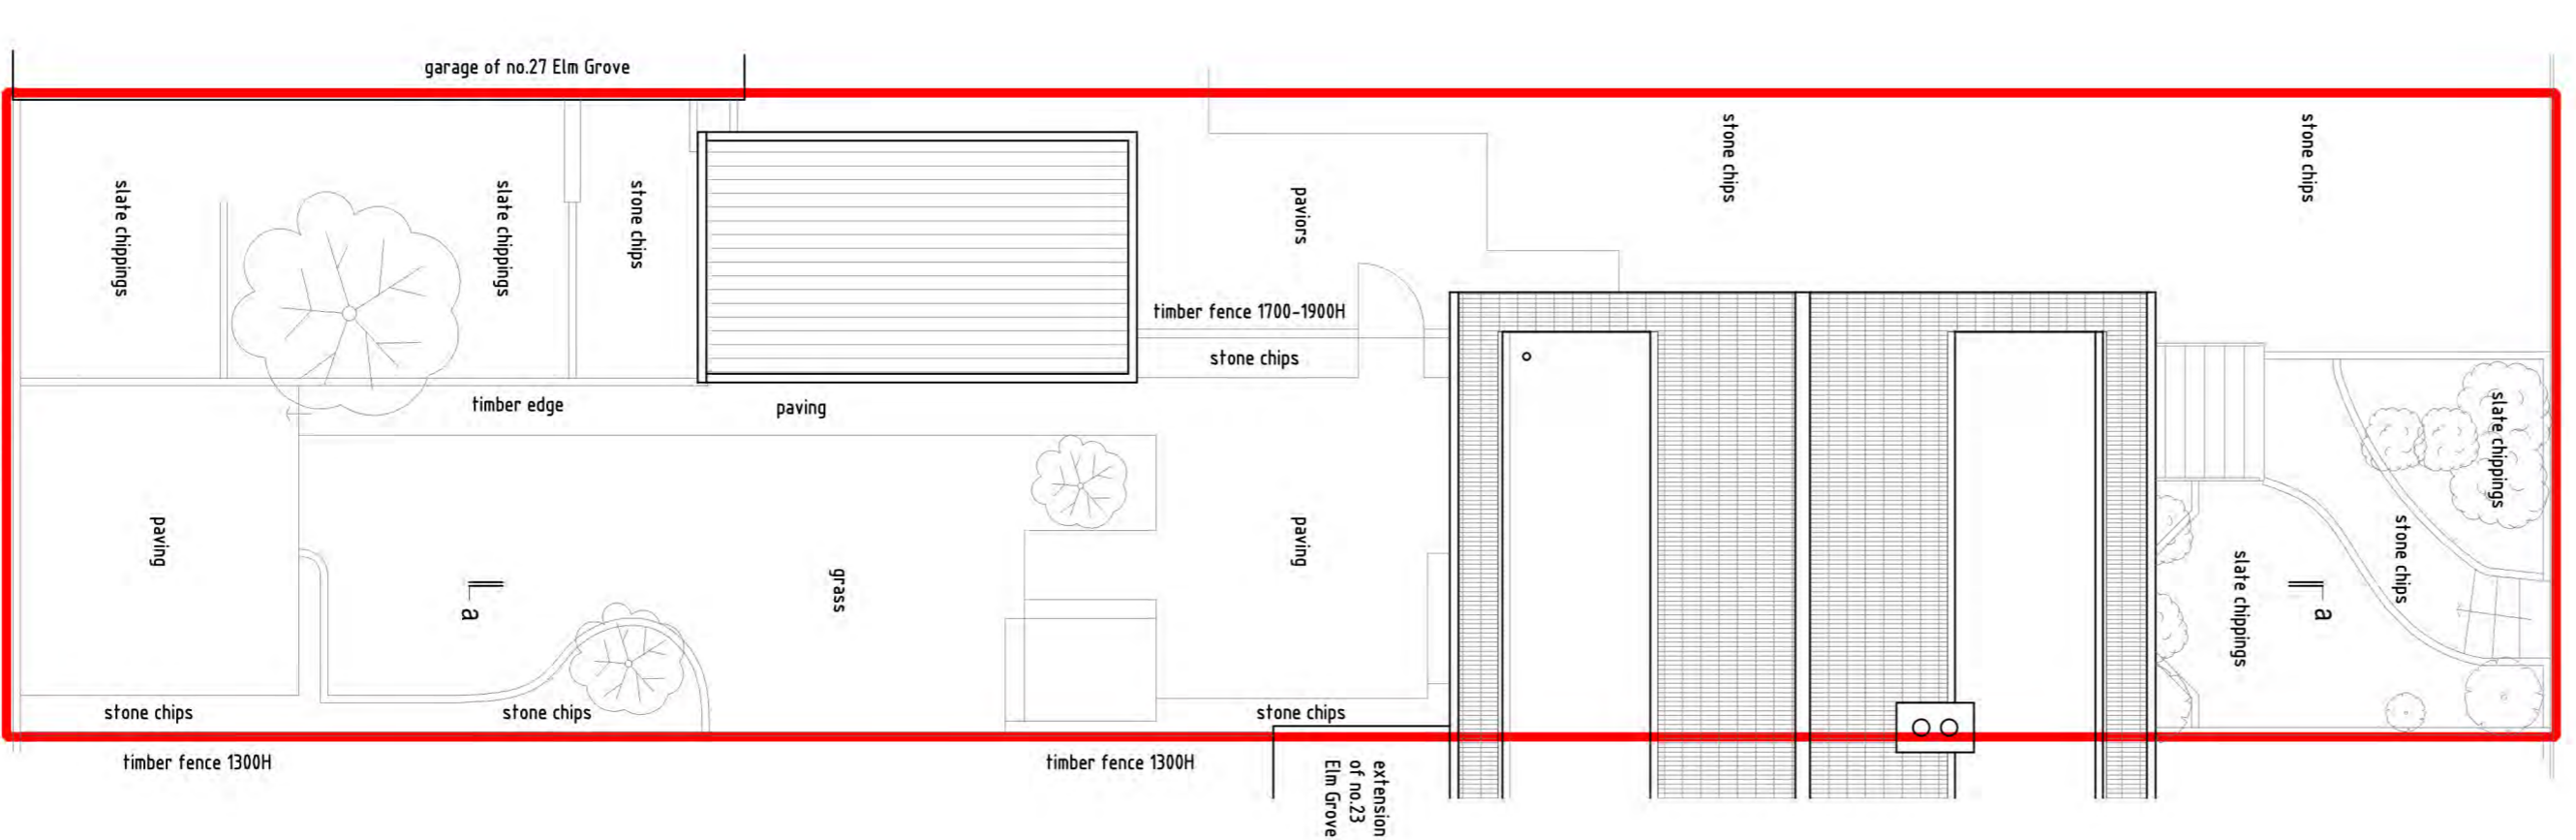 garage of no.27 Elm Grove
slate chippings
slate chippings
stone chips
paviors
stone chips
stone chips
timber fence 1700-1900H
stone chips
timber edge
paving
slate chippings
paving
grass
paving
stone chips
slate chippings
a
a
stone chips
stone chips
stone chips
timber fence 1300H
timber fence 1300H
extension
of no.23
Elm Grove